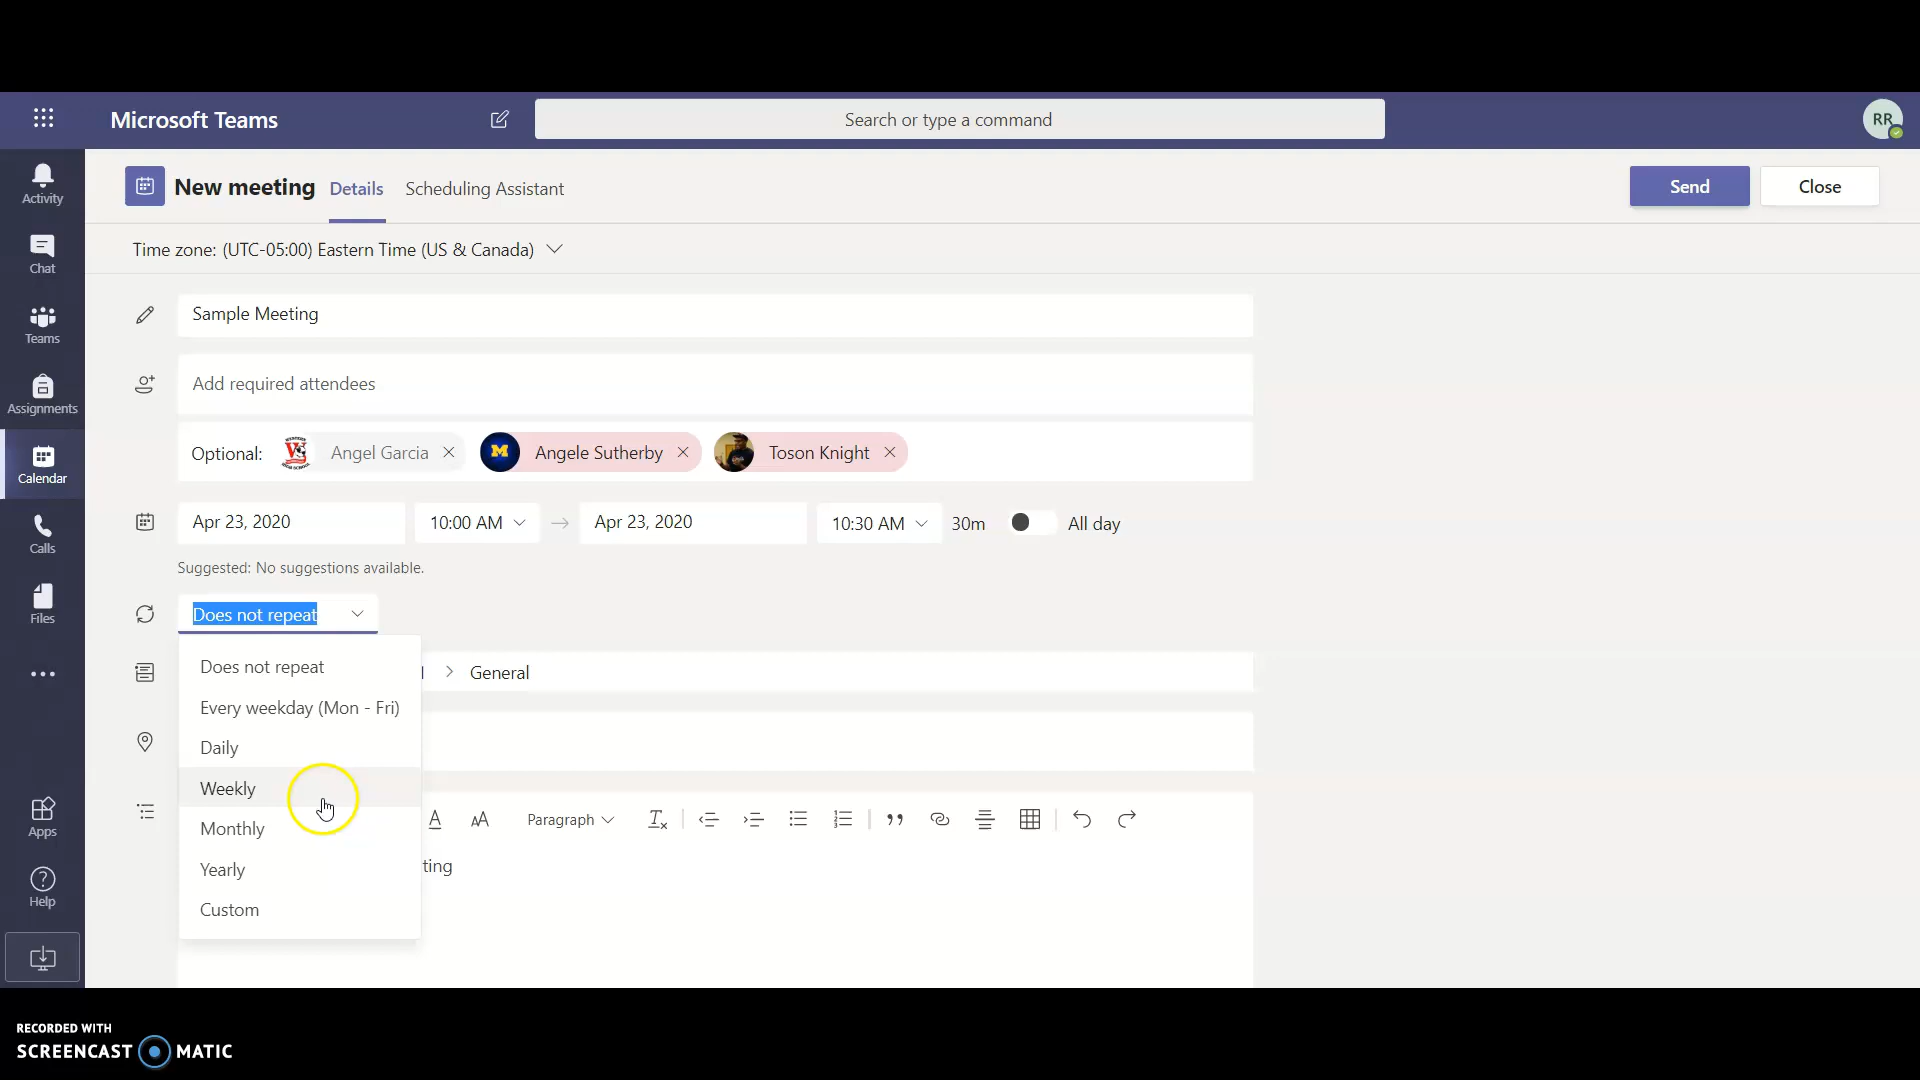 Microsoft Teams
Search or type a command
RR
Activity
Chat
Teams
Assignments
Calendar
Calls
Files
Apps
Help
New meeting Details Scheduling Assistant
Send Close
Time zone: (UTC-05:00) Eastern Time (US & Canada)
Sample Meeting
Add required attendees
Optional: Angel Garcia Angele Sutherby Toson Knight
Apr 23, 2020 10:00 AM Apr 23, 2020 10:30 AM 30m All day
Suggested: No suggestions available.
Does not repeat
Does not repeat
Every weekday (Mon - Fri)
Daily
Weekly
Monthly
Yearly
Custom
General
Paragraph
ting
RECORDED WITH
SCREENCAST MATIC